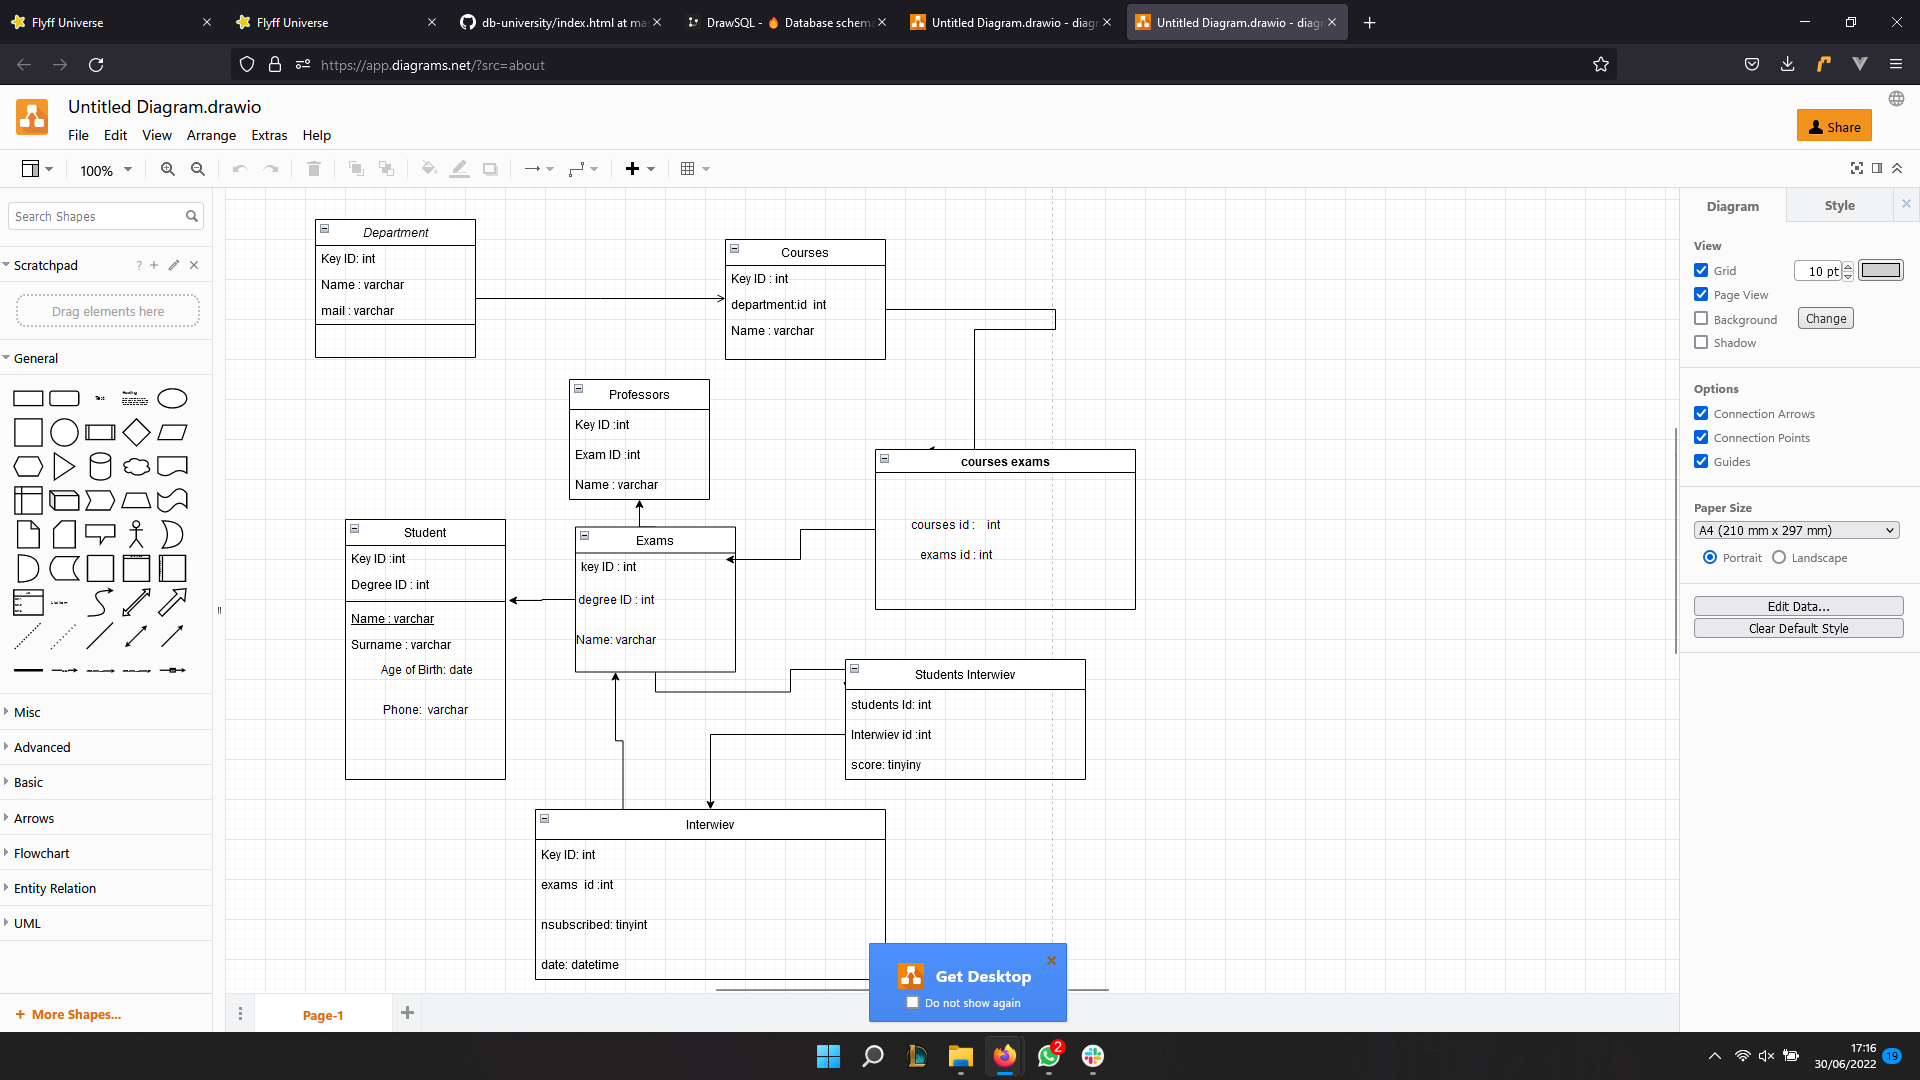 Flyff Universe
Flyff Universe
db-university/index.html at ma
DrawSQL - Database schem
Untitled Diagram.drawio - diag
Untitled Diagram.drawio - diag
https://app.diagrams.net/?src=about
Untitled Diagram.drawio
File Edit View Arrange Extras Help
Share
100%
Search Shapes
Scratchpad
?
Drag elements here
General
Text
Heading
Misc
Advanced
Basic
Arrows
Flowchart
Entity Relation
UML
+ More Shapes...
Department
Key ID: int
Name : varchar
mail : varchar
Courses
Key ID : int
department:id int
Name : varchar
Professors
Key ID :int
Exam ID :int
Name : varchar
courses exams
courses id : int
exams id : int
Student
Key ID :int
Degree ID : int
Name : varchar
Surname : varchar
Age of Birth: date
Phone: varchar
Exams
key ID : int
degree ID : int
Name: varchar
Students Interwiev
students Id: int
Interwiev id :int
score: tinyiny
Interwiev
Key ID: int
exams id :int
nsubscribed: tinyint
date: datetime
Get Desktop
Do not show again
Page-1
Diagram
Style
View
Grid
10 pt
Page View
Background
Change
Shadow
Options
Connection Arrows
Connection Points
Guides
Paper Size
A4 (210 mm x 297 mm)
Portrait
Landscape
Edit Data...
Clear Default Style
2
17:16
30/06/2022
19